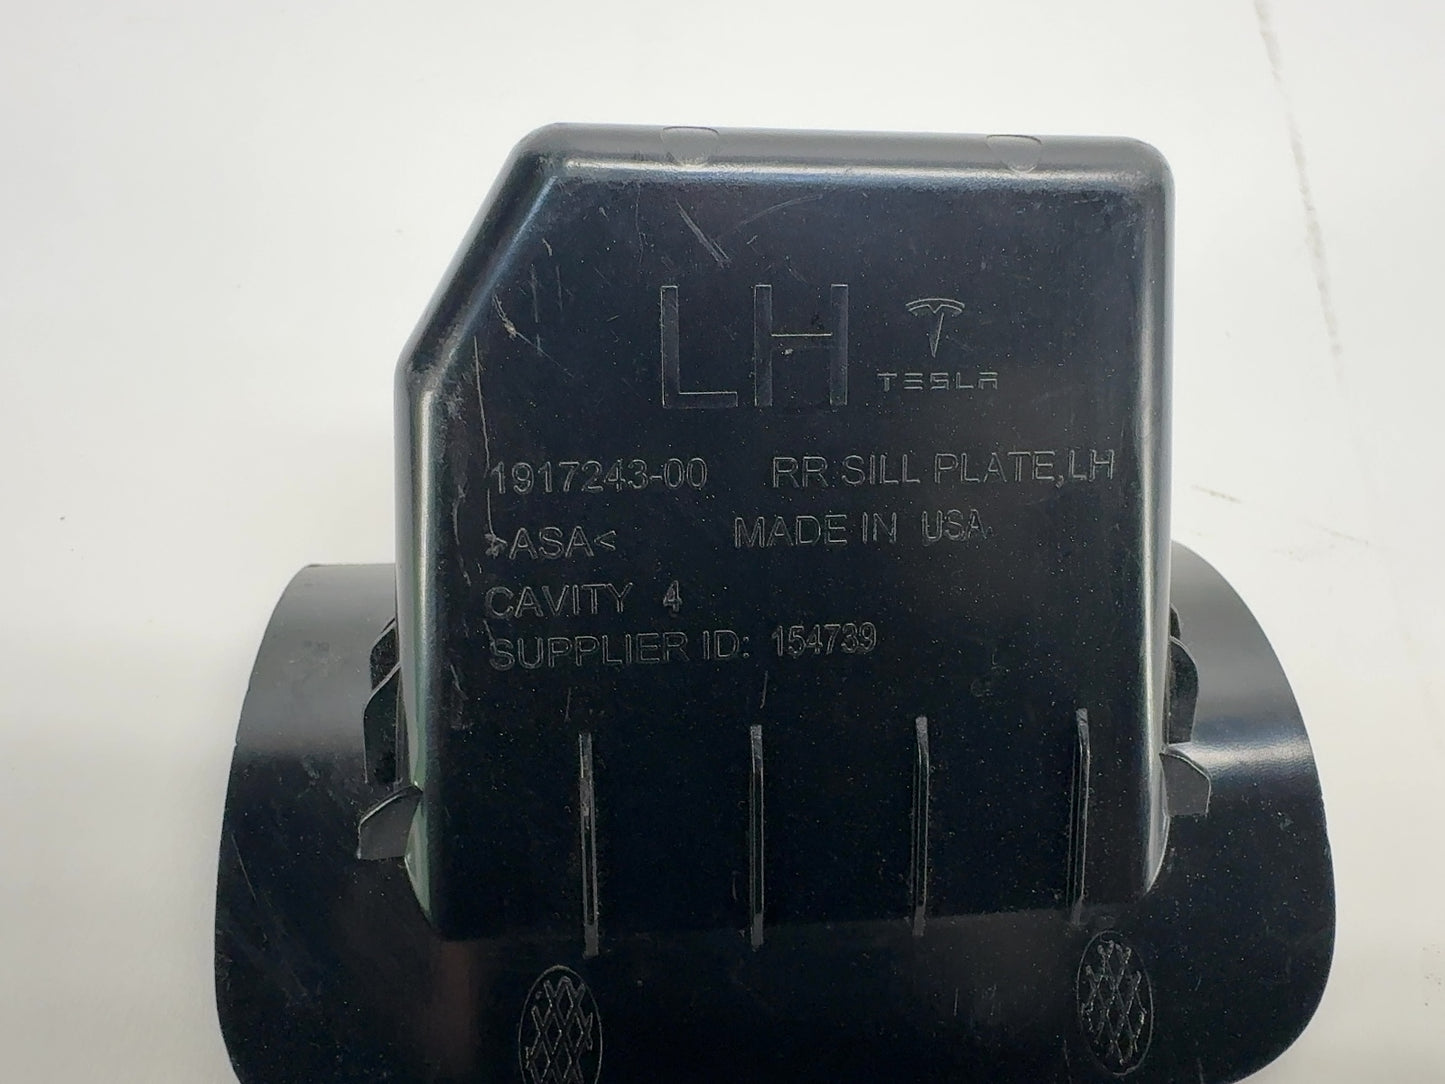 LH TESLA
1917243-00 RR SILL PLATE,LH
>ASA< MADE IN USA
CAVITY 4
SUPPLIER ID: 154739